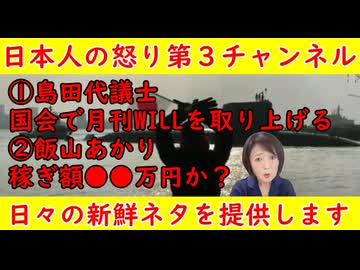 日本人の怒り第３チャンネル
①島田代議士
国会で月刊WILLを取り上げる
②飯山あかり
稼ぎ額●●万円か？
日々の新鮮ネタを提供します